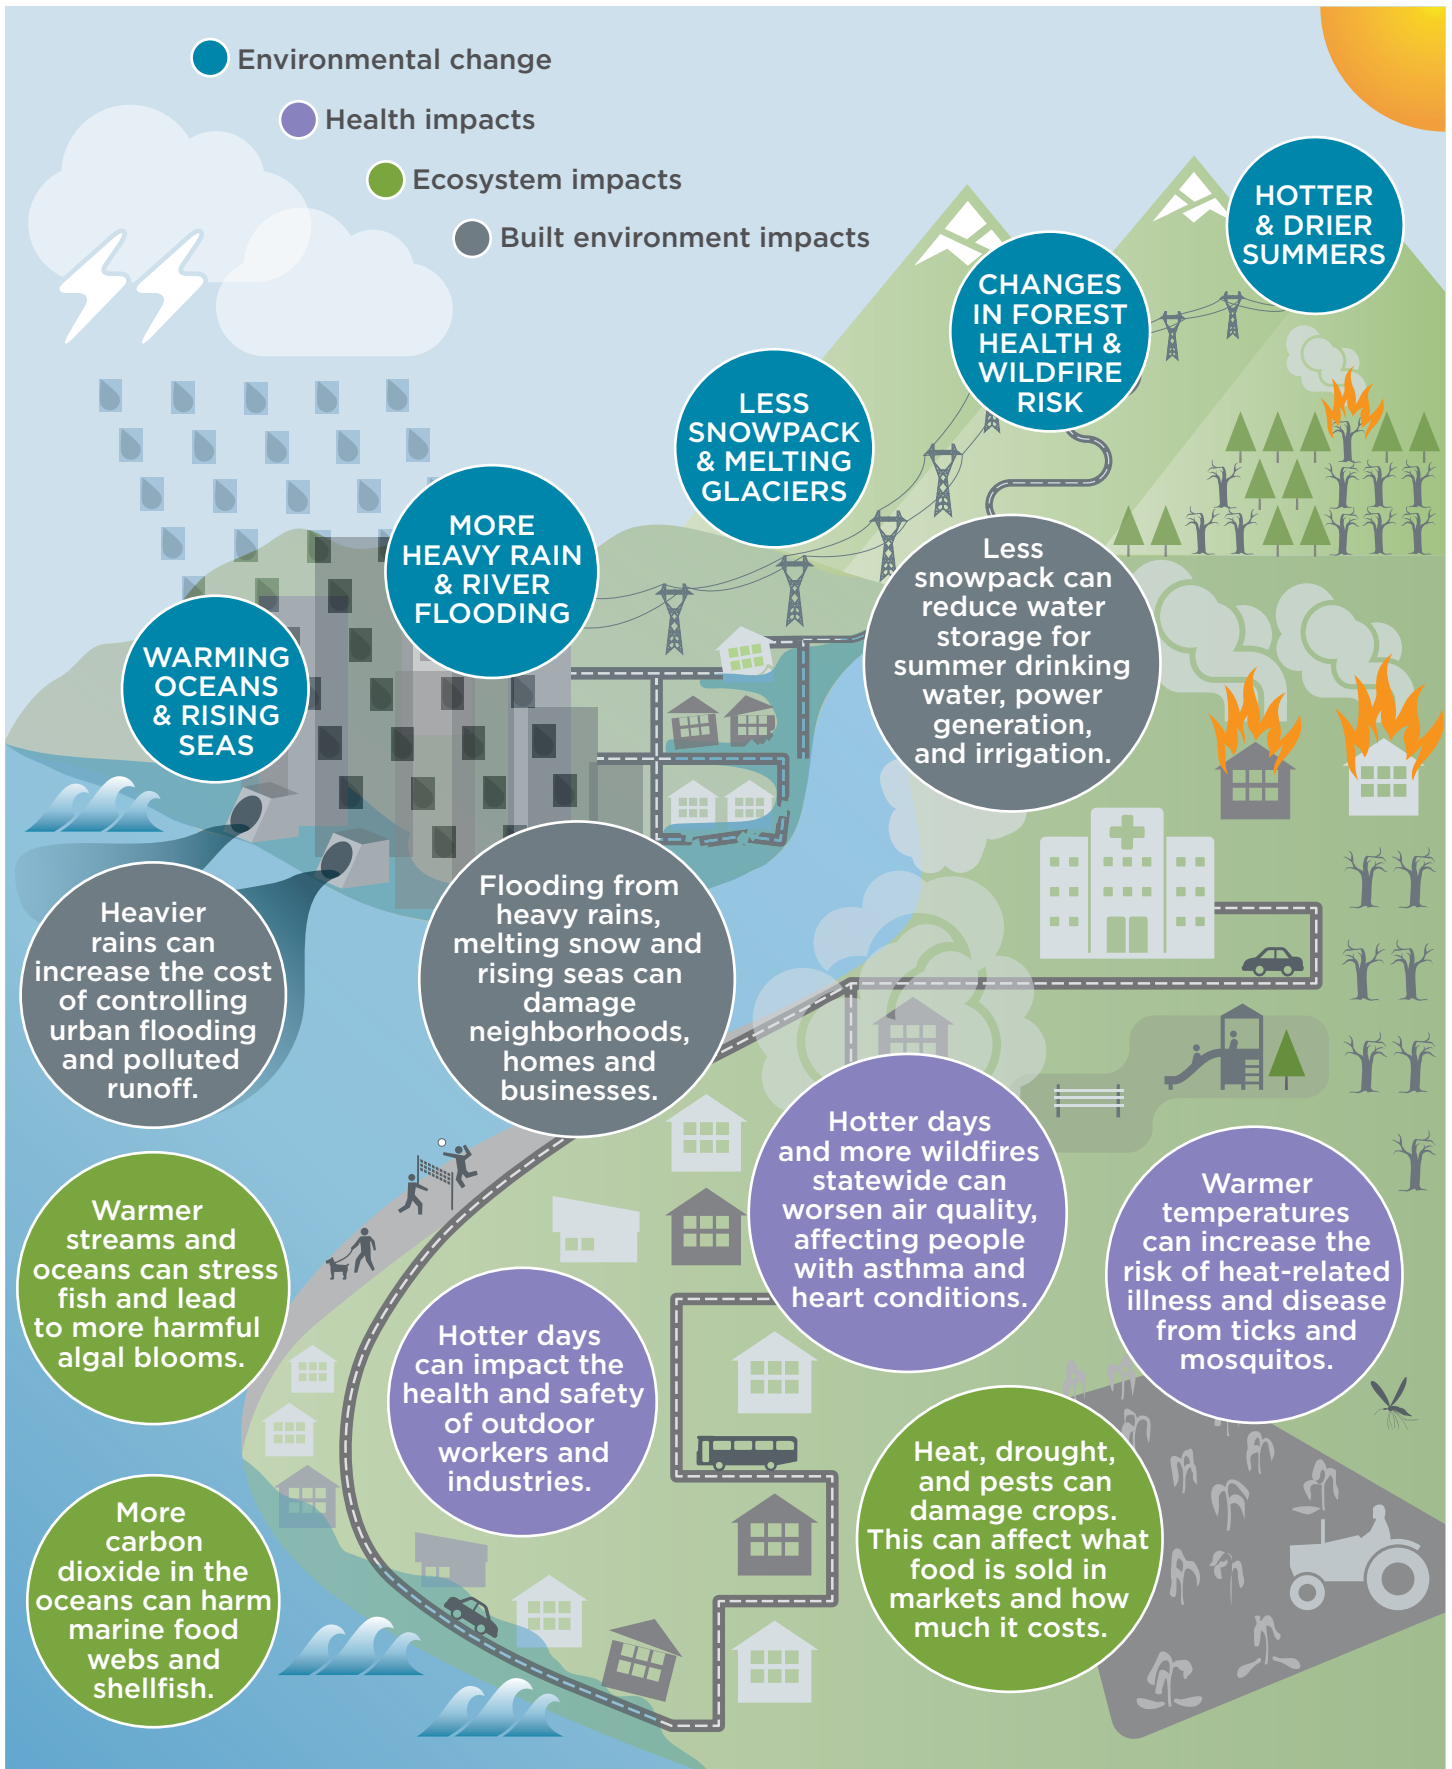 Environmental change
Health impacts
Ecosystem impacts
Built environment impacts
HOTTER
& DRIER
SUMMERS
CHANGES
IN FOREST
HEALTH &
WILDFIRE
RISK
LESS
SNOWPACK
& MELTING
GLACIERS
MORE
HEAVY RAIN
& RIVER
FLOODING
WARMING
OCEANS
& RISING
SEAS
Less
snowpack can
reduce water
storage for
summer drinking
water, power
generation,
and irrigation.
Heavier
rains can
increase the cost
of controlling
urban flooding
and polluted
runoff.
Flooding from
heavy rains,
melting snow and
rising seas can
damage
neighborhoods,
homes and
businesses.
Hotter days
and more wildfires
statewide can
worsen air quality,
affecting people
with asthma and
heart conditions.
Warmer
temperatures
can increase the
risk of heat-related
illness and disease
from ticks and
mosquitos.
Warmer
streams and
oceans can stress
fish and lead
to more harmful
algal blooms.
Hotter days
can impact the
health and safety
of outdoor
workers and
industries.
Heat, drought,
and pests can
damage crops.
This can affect what
food is sold in
markets and how
much it costs.
More
carbon
dioxide in the
oceans can harm
marine food
webs and
shellfish.